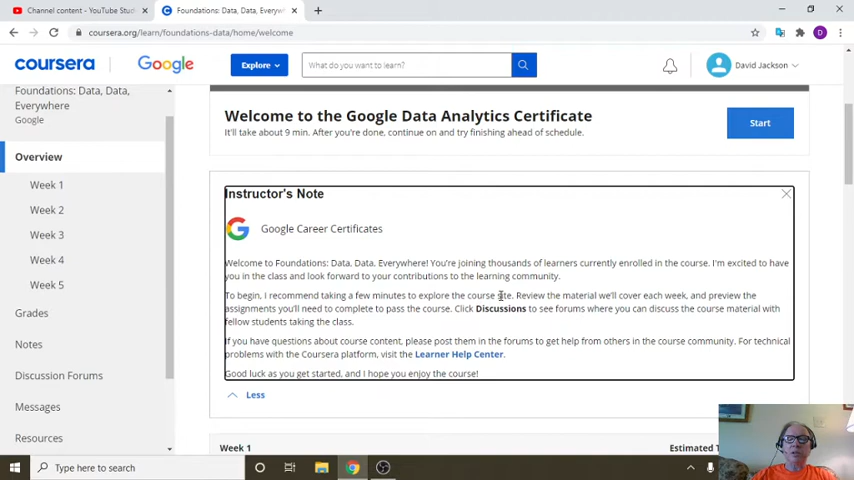 Channel content - YouTube Stud
Foundations: Data, Data, Everywhe
coursera.org/learn/foundations-data/home/welcome
D
coursera
Google
Explore
What do you want to learn?
David Jackson
Foundations: Data, Data,
Everywhere
Google
Overview
Week 1
Week 2
Week 3
Week 4
Week 5
Grades
Notes
Discussion Forums
Messages
Resources
Welcome to the Google Data Analytics Certificate
It'll take about 9 min. After you're done, continue on and try finishing ahead of schedule.
Start
Instructor's Note
Google Career Certificates
Welcome to Foundations: Data, Data, Everywhere! You're joining thousands of learners currently enrolled in the course. I'm excited to have
you in the class and look forward to your contributions to the learning community.
To begin, I recommend taking a few minutes to explore the course site. Review the material we'll cover each week, and preview the
assignments you'll need to complete to pass the course. Click Discussions to see forums where you can discuss the course material with
fellow students taking the class.
If you have questions about course content, please post them in the forums to get help from others in the course community. For technical
problems with the Coursera platform, visit the Learner Help Center.
Good luck as you get started, and I hope you enjoy the course!
Less
Week 1
Estimated T
Type here to search